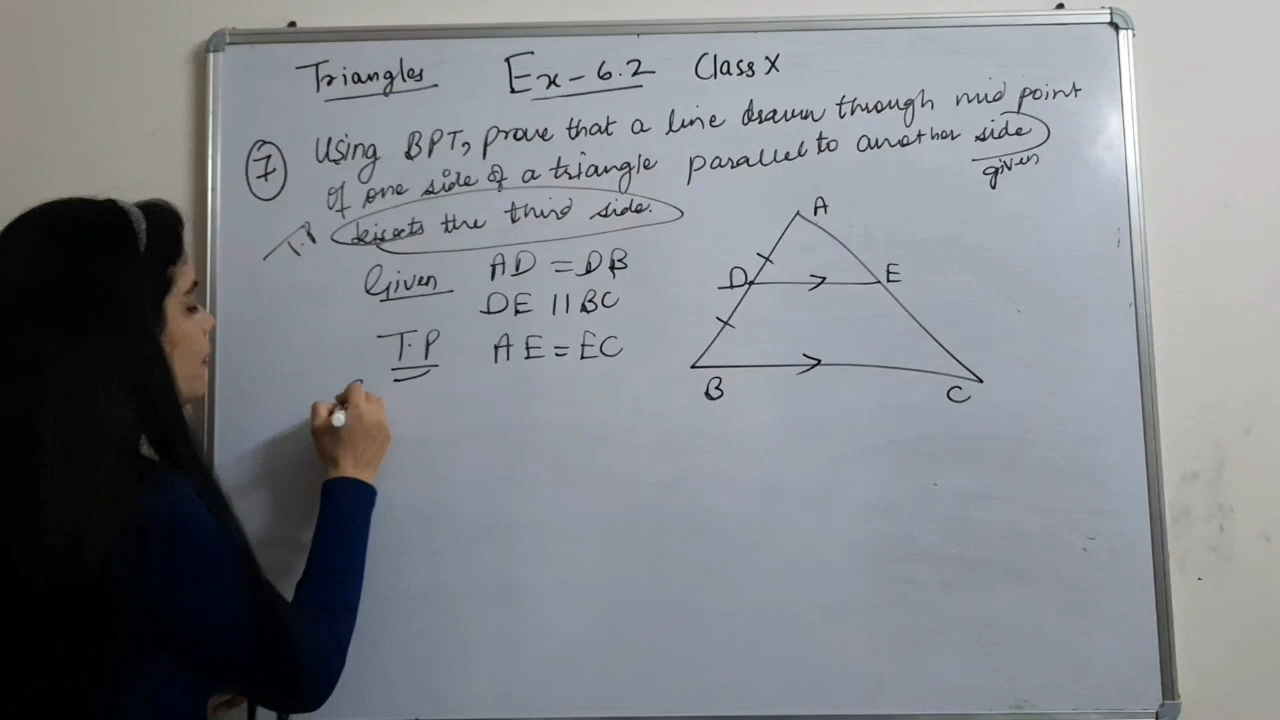 Triangles Ex-6.2 Class X
7 Using BPT, prove that a line drawn through mid point
of one side of a triangle parallel to another side
given
T.P bisects the third side.
Given AD = DB
DE || BC
T.P AE = EC
A
D E
B C